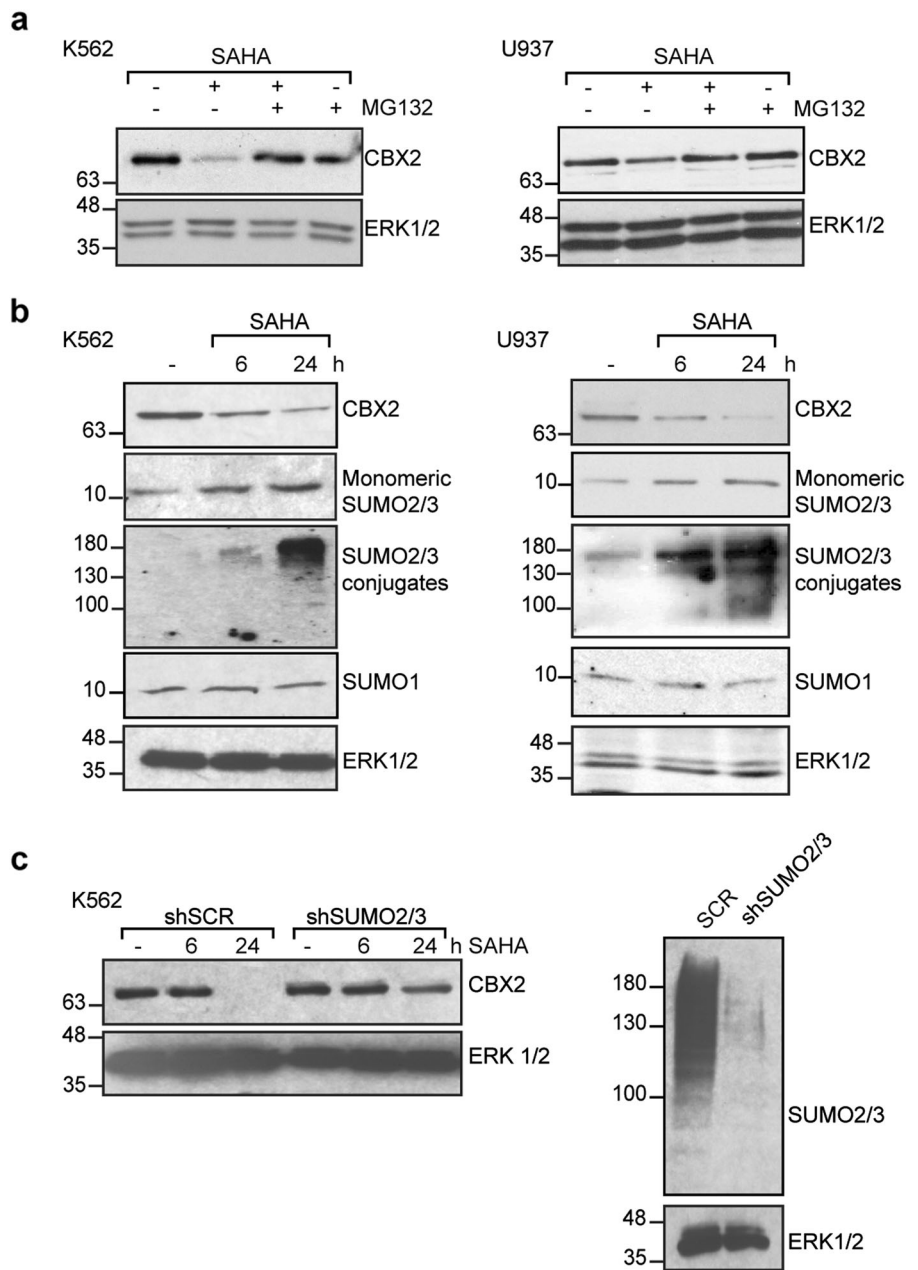 a
K562
SAHA
- + + -
- - + + MG132
CBX2
63
48
ERK1/2
35
U937
SAHA
- + + -
- - + + MG132
CBX2
63
48
ERK1/2
35
b
K562
SAHA
- 6 24 h
CBX2
63
Monomeric
10
SUMO2/3
180
SUMO2/3
130
conjugates
100
10
SUMO1
48
ERK1/2
35
U937
SAHA
- 6 24 h
CBX2
63
Monomeric
10
SUMO2/3
180
SUMO2/3
130
conjugates
100
10
SUMO1
48
ERK1/2
35
c
K562
shSCR shSUMO2/3
- 6 24 - 6 24 h SAHA
CBX2
63
48
ERK 1/2
35
SCR
shSUMO2/3
180
130
100
SUMO2/3
48
ERK1/2
35